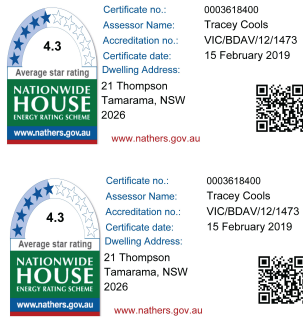 4.3
Average star rating
NATIONWIDE
HOUSE
ENERGY RATING SCHEME
www.nathers.gov.au
Certificate no.: 0003618400
Assessor Name: Tracey Cools
Accreditation no.: VIC/BDAV/12/1473
Certificate date: 15 February 2019
Dwelling Address:
21 Thompson
Tamarama, NSW
2026
www.nathers.gov.au
4.3
Average star rating
NATIONWIDE
HOUSE
ENERGY RATING SCHEME
www.nathers.gov.au
Certificate no.: 0003618400
Assessor Name: Tracey Cools
Accreditation no.: VIC/BDAV/12/1473
Certificate date: 15 February 2019
Dwelling Address:
21 Thompson
Tamarama, NSW
2026
www.nathers.gov.au